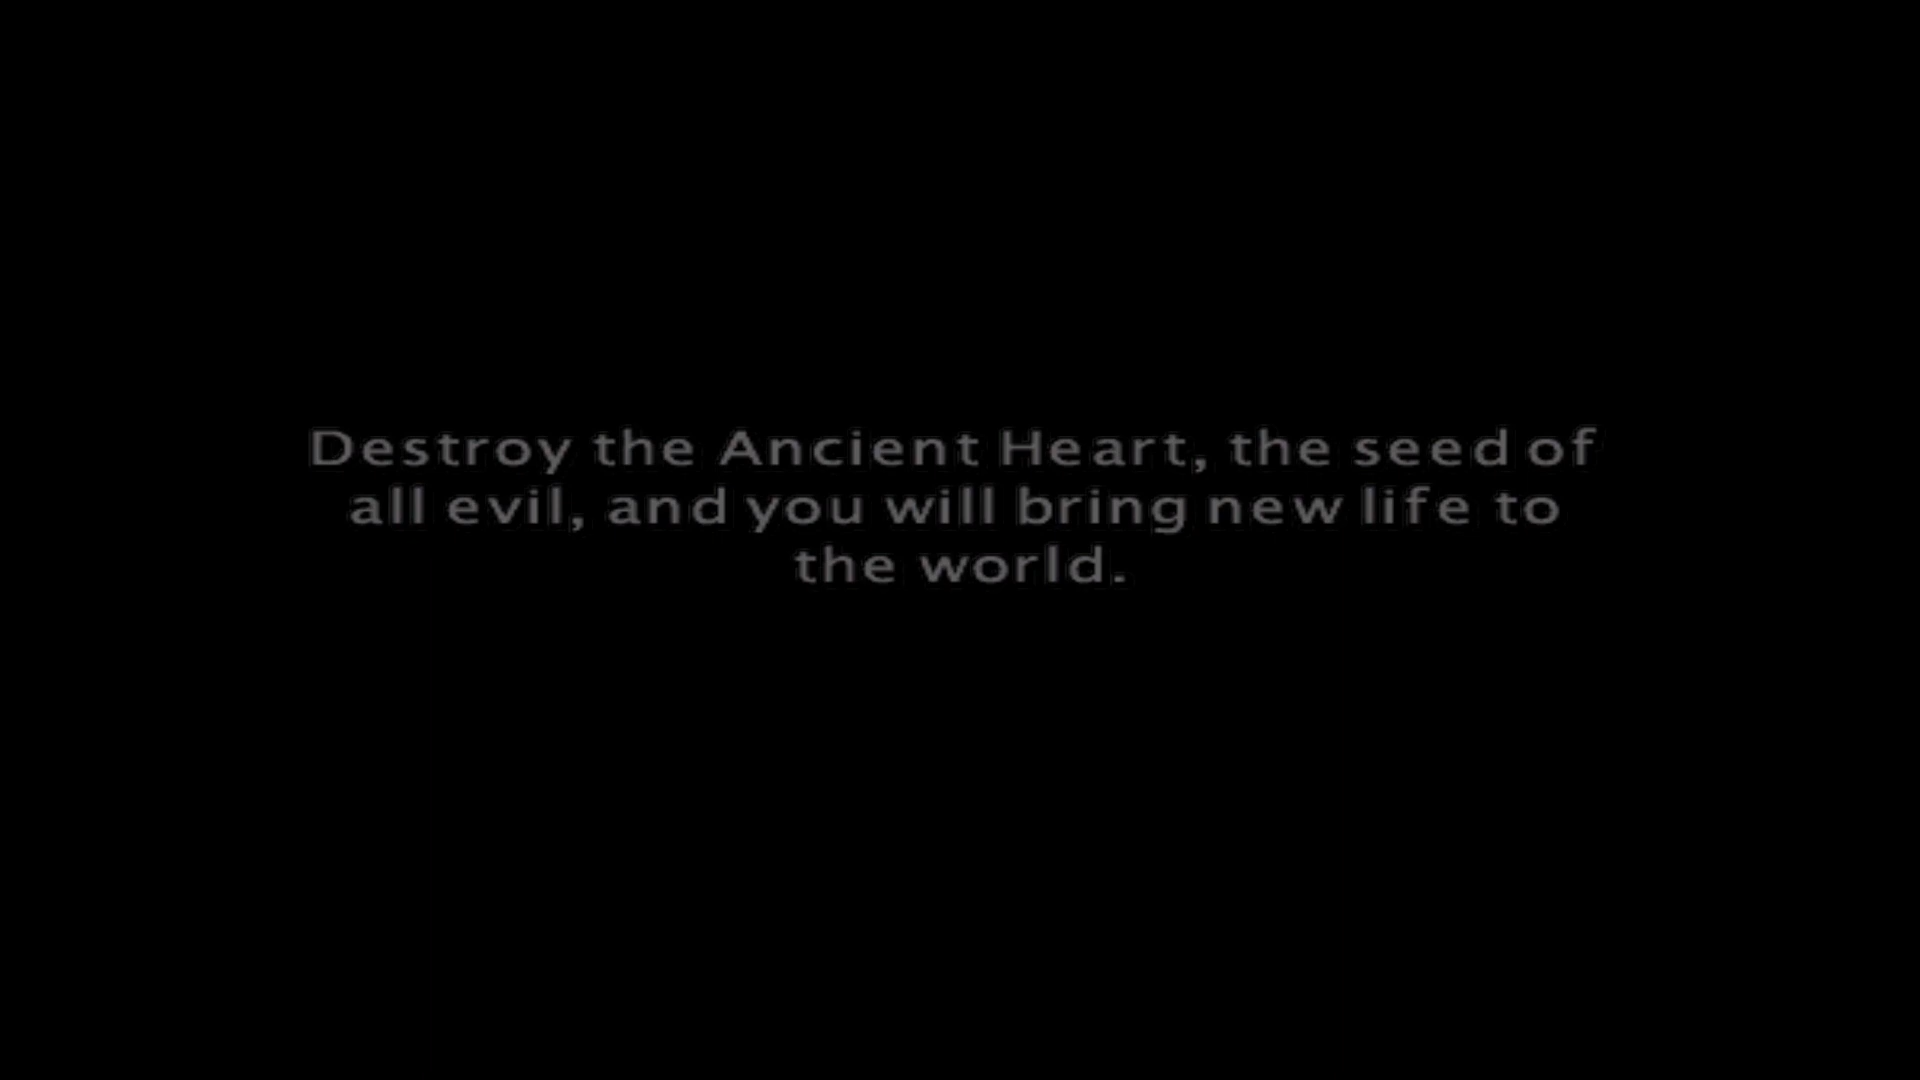 Destroy the Ancient Heart, the seed of
all evil, and you will bring new life to
the world.